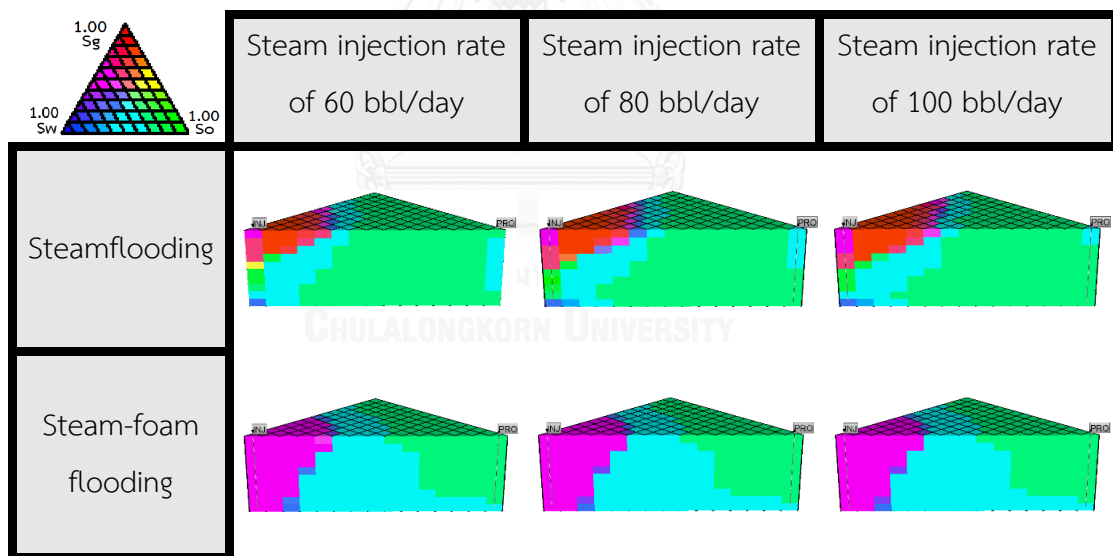 1.00
Sg
1.00
Sw
1.00
So
Steam injection rate
of 60 bbl/day
Steam injection rate
of 80 bbl/day
Steam injection rate
of 100 bbl/day
Steamflooding
INJ
PRO
INJ
PRO
INJ
PRO
CHULALONGKORN UNIVERSITY
Steam-foam
flooding
INJ
PRO
INJ
PRO
INJ
PRO